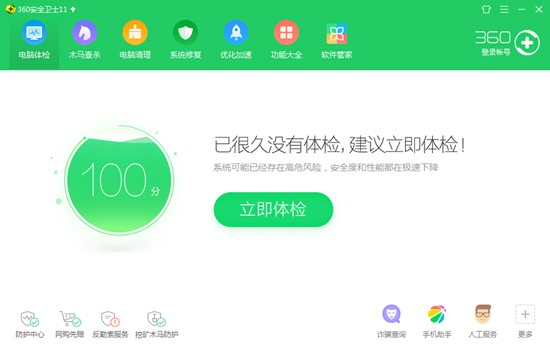 360安全卫士11
电脑体检 木马查杀 电脑清理 系统修复 优化加速 功能大全 软件管家
360
登录帐号
已很久没有体检,建议立即体检!
系统可能已经存在高危风险，安全度和性能都在极速下降
100分
立即体检
防护中心 网购先赔 反勒索服务 挖矿木马防护
诈骗查询 手机助手 人工服务 更多